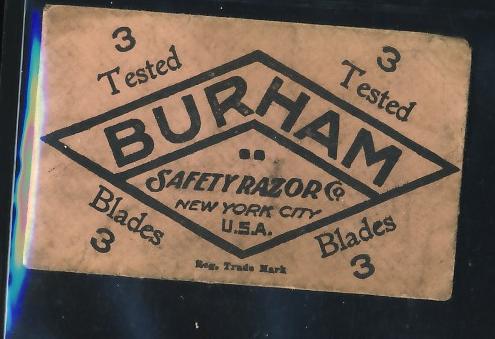 3 Tested
3 Tested
BURHAM
SAFETY RAZOR Co
NEW YORK CITY
U.S.A.
Blades 3
Blades 3
Reg. Trade Mark